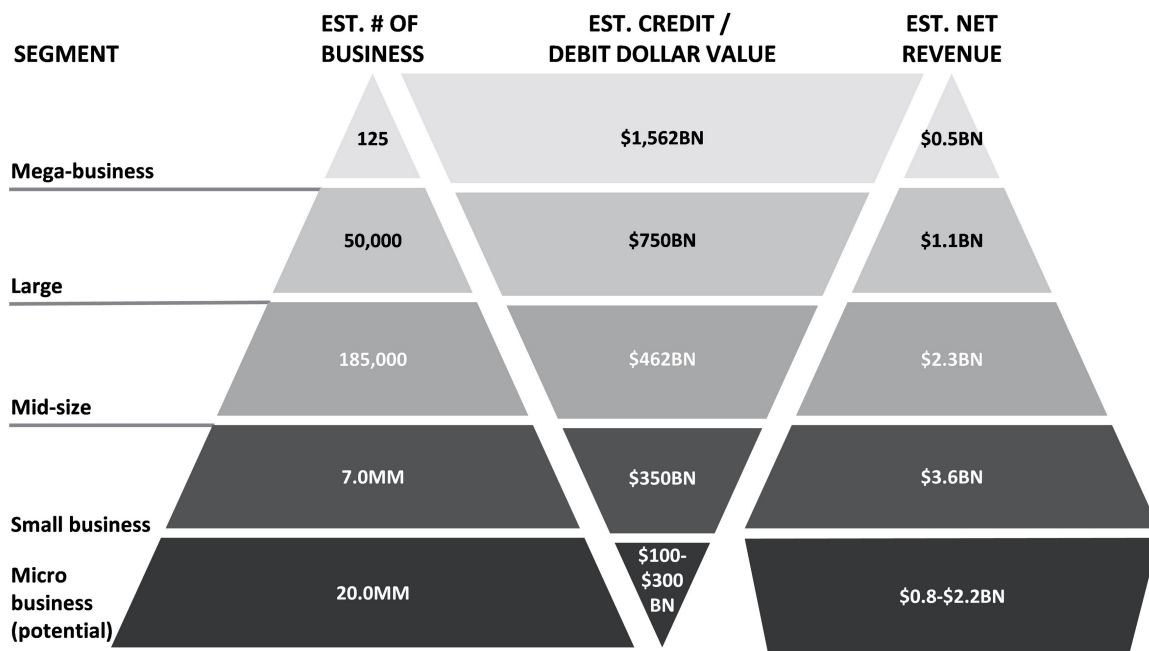 SEGMENT
EST. # OF
BUSINESS
EST. CREDIT /
DEBIT DOLLAR VALUE
EST. NET
REVENUE
Mega-business
125
$1,562BN
$0.5BN
Large
50,000
$750BN
$1.1BN
Mid-size
185,000
$462BN
$2.3BN
Small business
7.0MM
$350BN
$3.6BN
Micro
business
(potential)
20.0MM
$100-
$300
BN
$0.8-$2.2BN